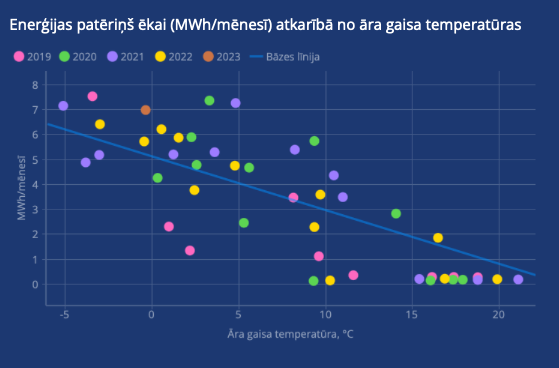 Enerģijas patēriņš ēkai (MWh/mēnesī) atkarībā no āra gaisa temperatūras
2019 2020 2021 2022 2023 Bāzes līnija
8
7
6
5
4
3
2
1
0
MWh/mēnesī
-5 0 5 10 15 20
Āra gaisa temperatūra, °C